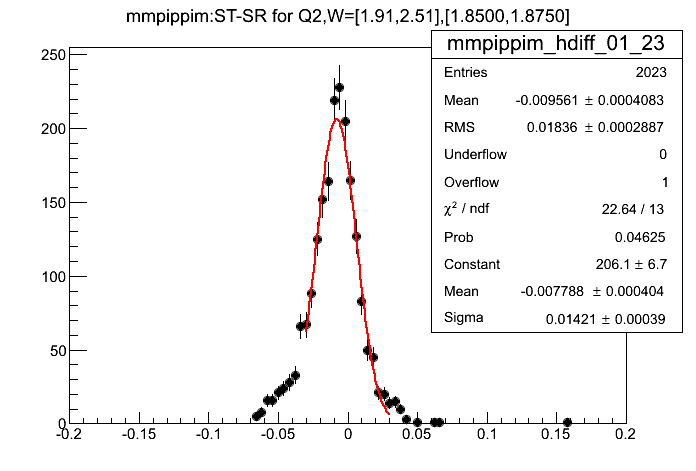 mmpippim:ST-SR for Q2,W=[1.91,2.51],[1.8500,1.8750]
mmpippim_hdiff_01_23
Entries 2023
Mean -0.009561 ± 0.0004083
RMS 0.01836 ± 0.0002887
Underflow 0
Overflow 1
χ² / ndf 22.64 / 13
Prob 0.04625
Constant 206.1 ± 6.7
Mean -0.007788 ± 0.000404
Sigma 0.01421 ± 0.00039
250
200
150
100
50
0
-0.2 -0.15 -0.1 -0.05 0 0.05 0.1 0.15 0.2